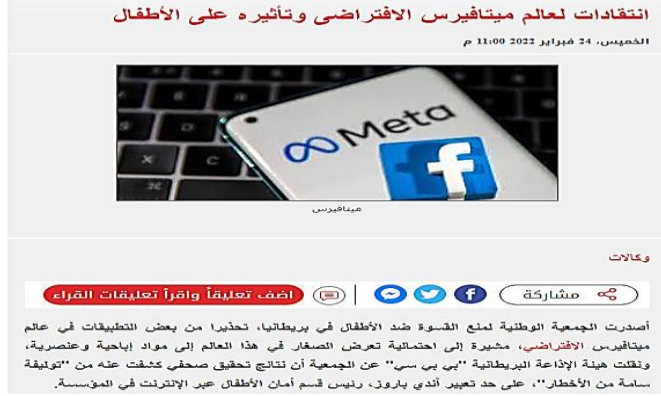 انتقادات لعالم ميتافيرس الافتراضى وتأثيره على الأطفال
الخميس، 24 فبراير 2022 11:00 م
Meta
f
ميتافيرس
وكالات
مشاركة
اضف تعليقاً واقرأ تعليقات القراء
أصدرت الجمعية الوطنية لمنع القسوة ضد الأطفال في بريطانيا، تحذيرا من بعض التطبيقات في عالم
ميتافيرس الافتراضي، مشيرة إلى احتمالية تعرض الصغار في هذا العالم إلى مواد إباحية وعنصرية،
ونقلت هيئة الإذاعة البريطانية "بي بي سي" عن الجمعية أن نتائج تحقيق صحفي كشفت عنه من "توليفة
سامة من الأخطار"، على حد تعبير آندي باروز، رئيس قسم أمان الأطفال عبر الإنترنت في المؤسسة.